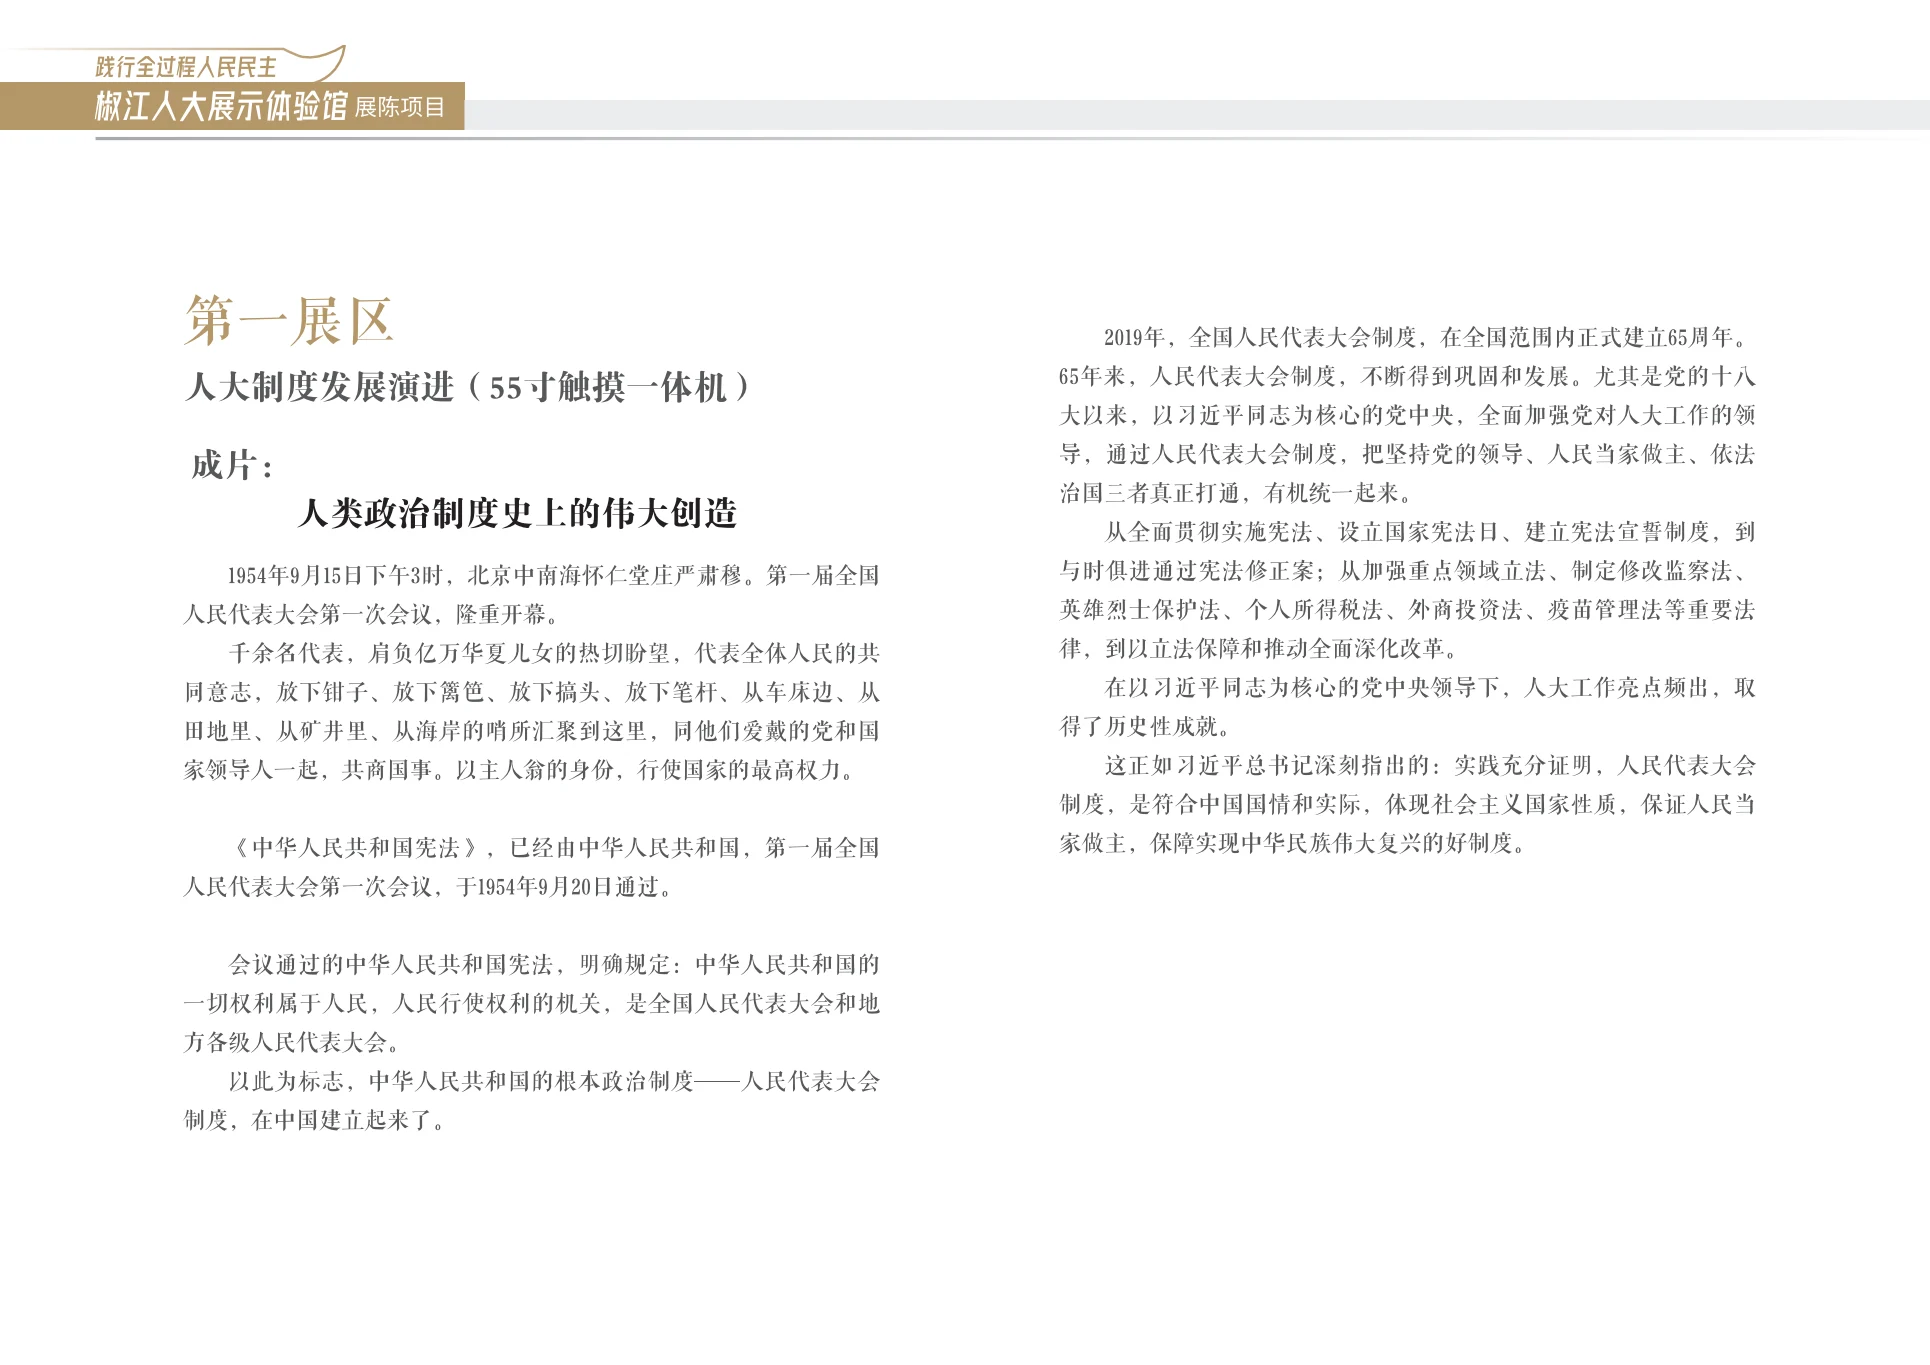 践行全过程人民民主
椒江人大展示体验馆 展陈项目
第一展区
人大制度发展演进（55寸触摸一体机）
成片：
人类政治制度史上的伟大创造
1954年9月15日下午3时，北京中南海怀仁堂庄严肃穆。第一届全国
人民代表大会第一次会议，隆重开幕。
千余名代表，肩负亿万华夏儿女的热切盼望，代表全体人民的共
同意志，放下钳子、放下篱笆、放下搞头、放下笔杆、从车床边、从
田地里、从矿井里、从海岸的哨所汇聚到这里，同他们爱戴的党和国
家领导人一起，共商国事。以主人翁的身份，行使国家的最高权力。
《中华人民共和国宪法》，已经由中华人民共和国，第一届全国
人民代表大会第一次会议，于1954年9月20日通过。
会议通过的中华人民共和国宪法，明确规定：中华人民共和国的
一切权利属于人民，人民行使权利的机关，是全国人民代表大会和地
方各级人民代表大会。
以此为标志，中华人民共和国的根本政治制度——人民代表大会
制度，在中国建立起来了。
2019年，全国人民代表大会制度，在全国范围内正式建立65周年。
65年来，人民代表大会制度，不断得到巩固和发展。尤其是党的十八
大以来，以习近平同志为核心的党中央，全面加强党对人大工作的领
导，通过人民代表大会制度，把坚持党的领导、人民当家做主、依法
治国三者真正打通，有机统一起来。
从全面贯彻实施宪法、设立国家宪法日、建立宪法宣誓制度，到
与时俱进通过宪法修正案；从加强重点领域立法、制定修改监察法、
英雄烈士保护法、个人所得税法、外商投资法、疫苗管理法等重要法
律，到以立法保障和推动全面深化改革。
在以习近平同志为核心的党中央领导下，人大工作亮点频出，取
得了历史性成就。
这正如习近平总书记深刻指出的：实践充分证明，人民代表大会
制度，是符合中国国情和实际，体现社会主义国家性质，保证人民当
家做主，保障实现中华民族伟大复兴的好制度。